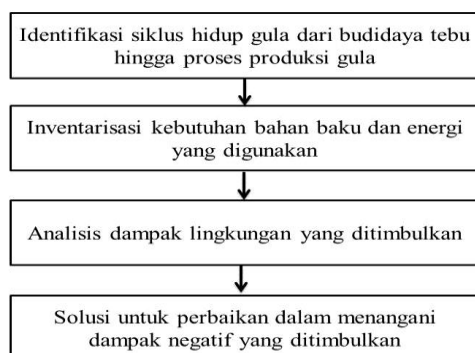 Identifikasi siklus hidup gula dari budidaya tebu
hingga proses produksi gula
Inventarisasi kebutuhan bahan baku dan energi
yang digunakan
Analisis dampak lingkungan yang ditimbulkan
Solusi untuk perbaikan dalam menangani
dampak negatif yang ditimbulkan